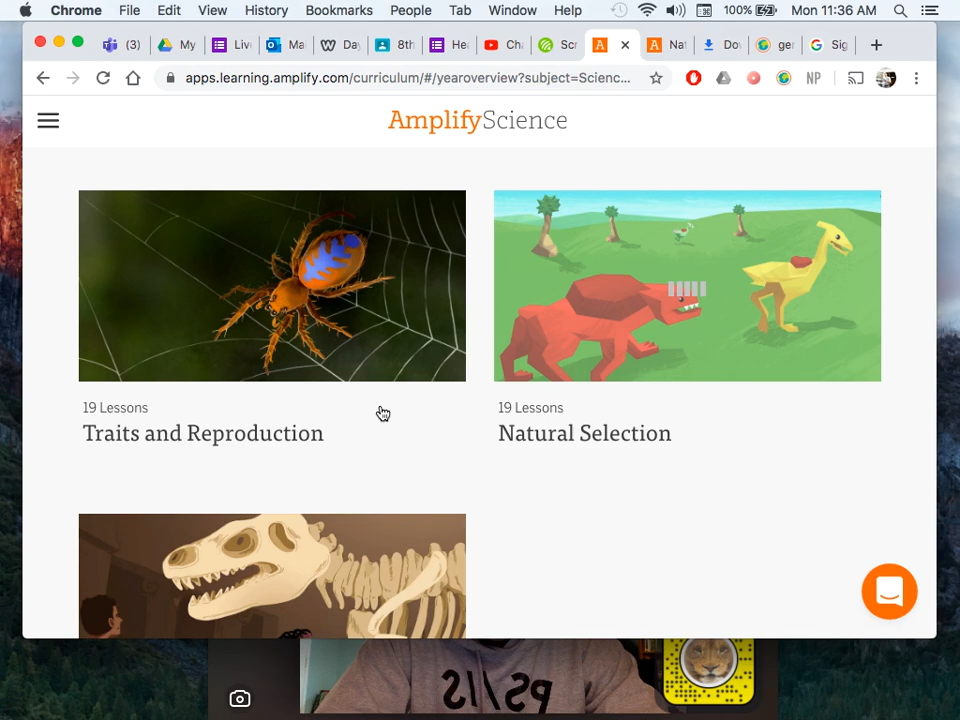 Chrome File Edit View History Bookmarks People Tab Window Help 100% Mon 11:36 AM
(3) My Liv Ma Day 8th Hea Ch Scr Nat Do ger Sig
apps.learning.amplify.com/curriculum/#/yearoverview?subject=Scienc... NP
AmplifyScience
19 Lessons
Traits and Reproduction
19 Lessons
Natural Selection